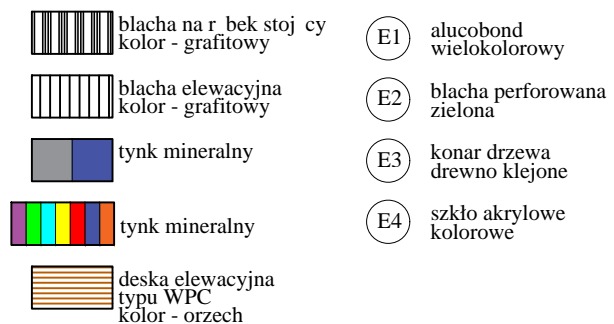 blacha na r bek stoj cy
kolor - grafitowy
blacha elewacyjna
kolor - grafitowy
tynk mineralny
tynk mineralny
deska elewacyjna
typu WPC
kolor - orzech
E1 alucobond
wielokolorowy
E2 blacha perforowana
zielona
E3 konar drzewa
drewno klejone
E4 szkło akrylowe
kolorowe